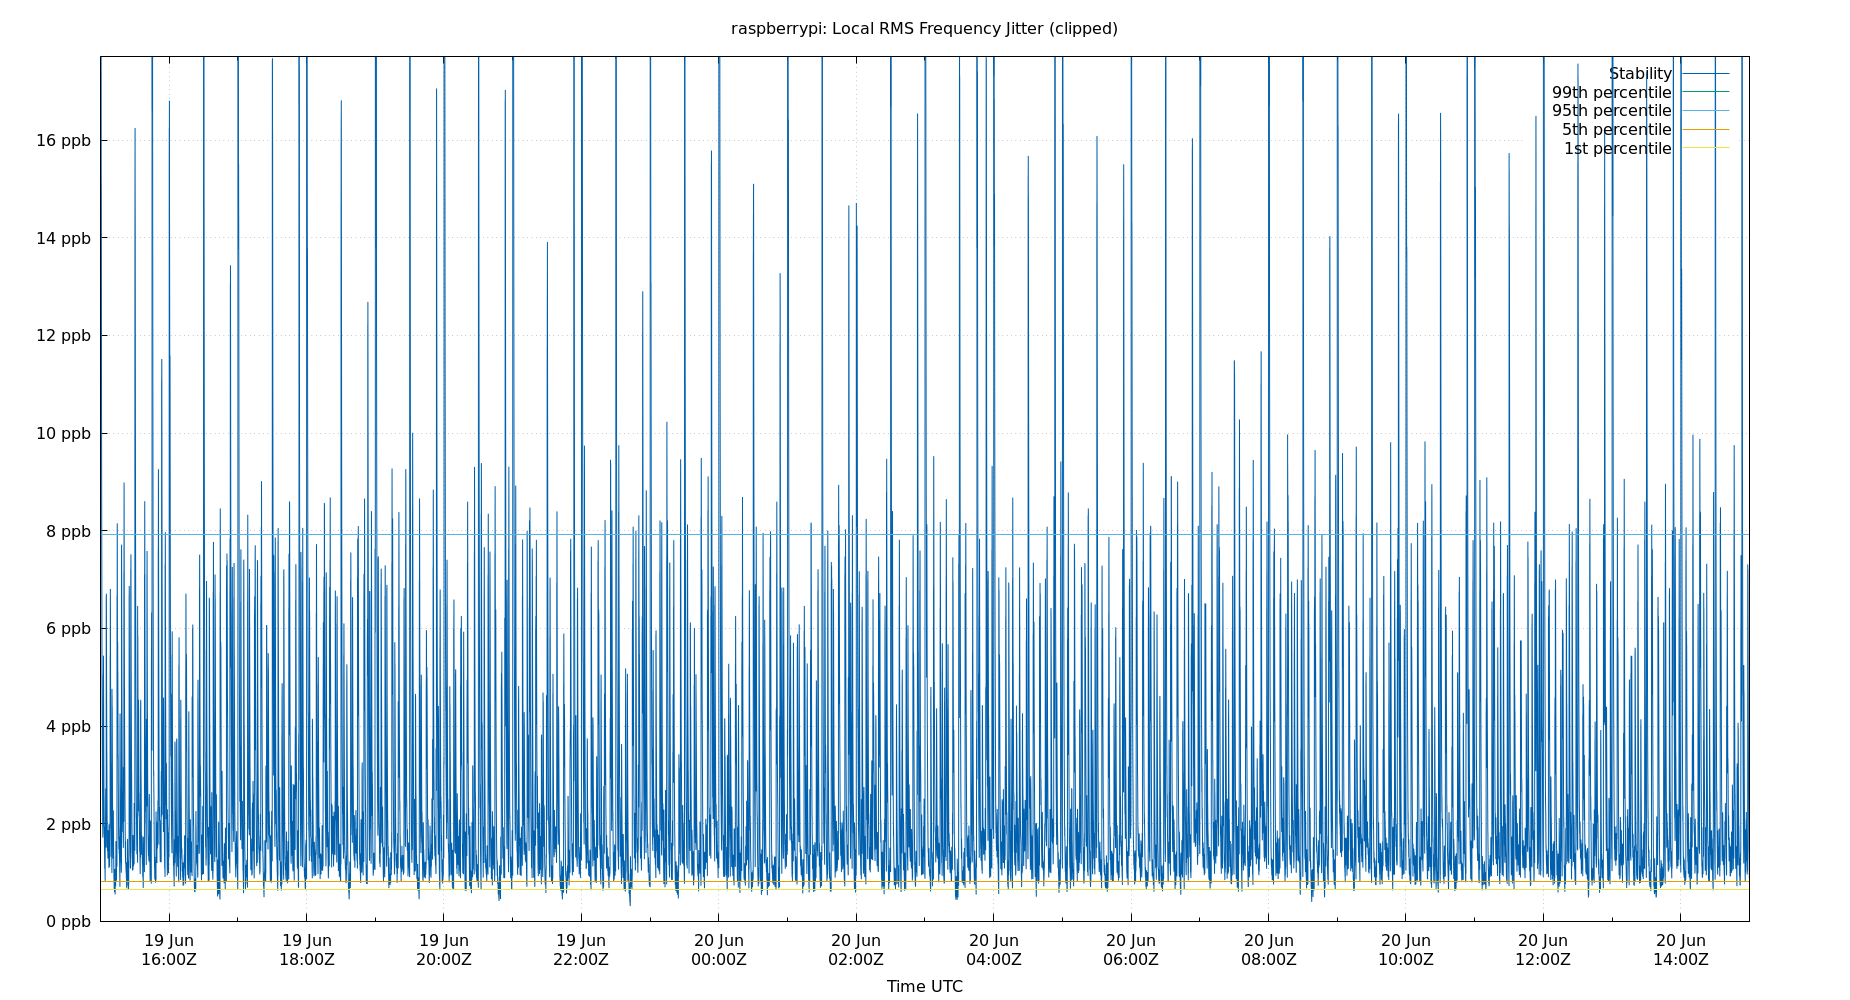 raspberrypi: Local RMS Frequency Jitter (clipped)
Stability
99th percentile
95th percentile
5th percentile
1st percentile
16 ppb
14 ppb
12 ppb
10 ppb
8 ppb
6 ppb
4 ppb
2 ppb
0 ppb
19 Jun 19 Jun 19 Jun 19 Jun 20 Jun 20 Jun 20 Jun 20 Jun 20 Jun 20 Jun 20 Jun 20 Jun
16:00Z 18:00Z 20:00Z 22:00Z 00:00Z 02:00Z 04:00Z 06:00Z 08:00Z 10:00Z 12:00Z 14:00Z
Time UTC